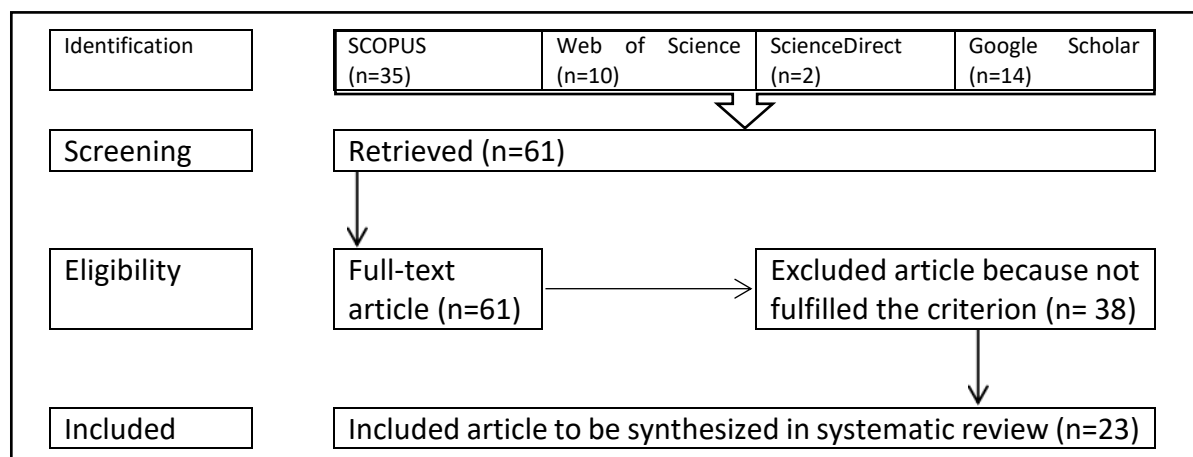 Identification
SCOPUS
(n=35)
Web of Science
(n=10)
ScienceDirect
(n=2)
Google Scholar
(n=14)
Screening
Retrieved (n=61)
Eligibility
Full-text
article (n=61)
Excluded article because not
fulfilled the criterion (n= 38)
Included
Included article to be synthesized in systematic review (n=23)